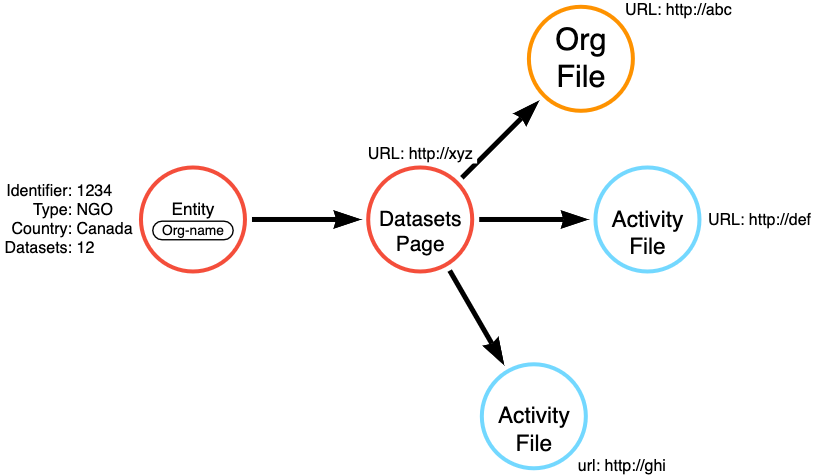 URL: http://abc
Org
File
URL: http://xyz
Identifier: 1234
Type: NGO
Country: Canada
Datasets: 12
Entity
Org-name
Datasets
Page
Activity
File
URL: http://def
Activity
File
url: http://ghi